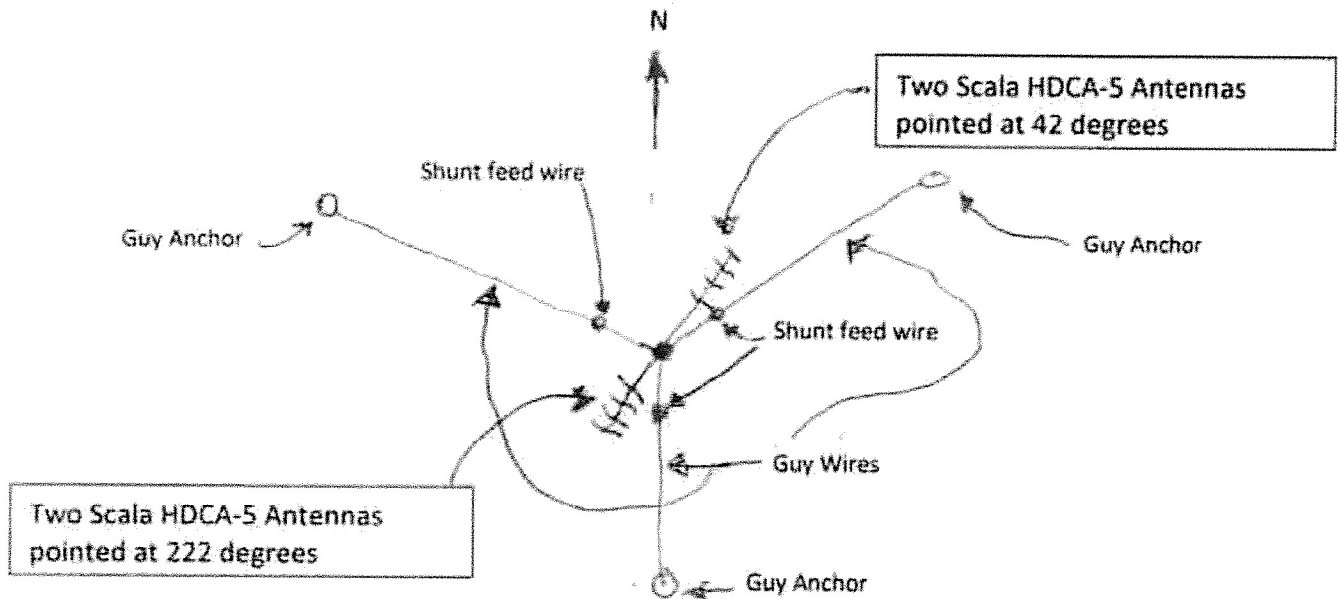 N
Two Scala HDCA-5 Antennas
pointed at 42 degrees
Shunt feed wire
Guy Anchor
Guy Anchor
Shunt feed wire
Guy Wires
Two Scala HDCA-5 Antennas
pointed at 222 degrees
Guy Anchor